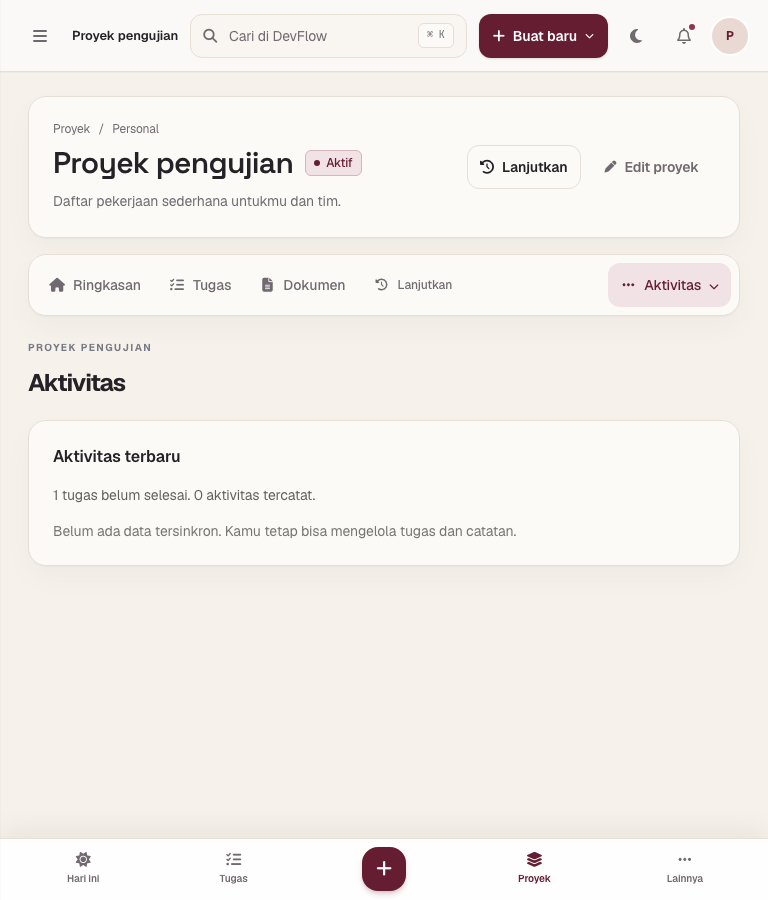 Proyek pengujian
Cari di DevFlow
⌘ K
Buat baru
P
Proyek / Personal
Proyek pengujian
Aktif
Daftar pekerjaan sederhana untukmu dan tim.
Lanjutkan
Edit proyek
Ringkasan
Tugas
Dokumen
Lanjutkan
Aktivitas
PROYEK PENGUJIAN
Aktivitas
Aktivitas terbaru
1 tugas belum selesai. 0 aktivitas tercatat.
Belum ada data tersinkron. Kamu tetap bisa mengelola tugas dan catatan.
Hari ini
Tugas
Proyek
Lainnya